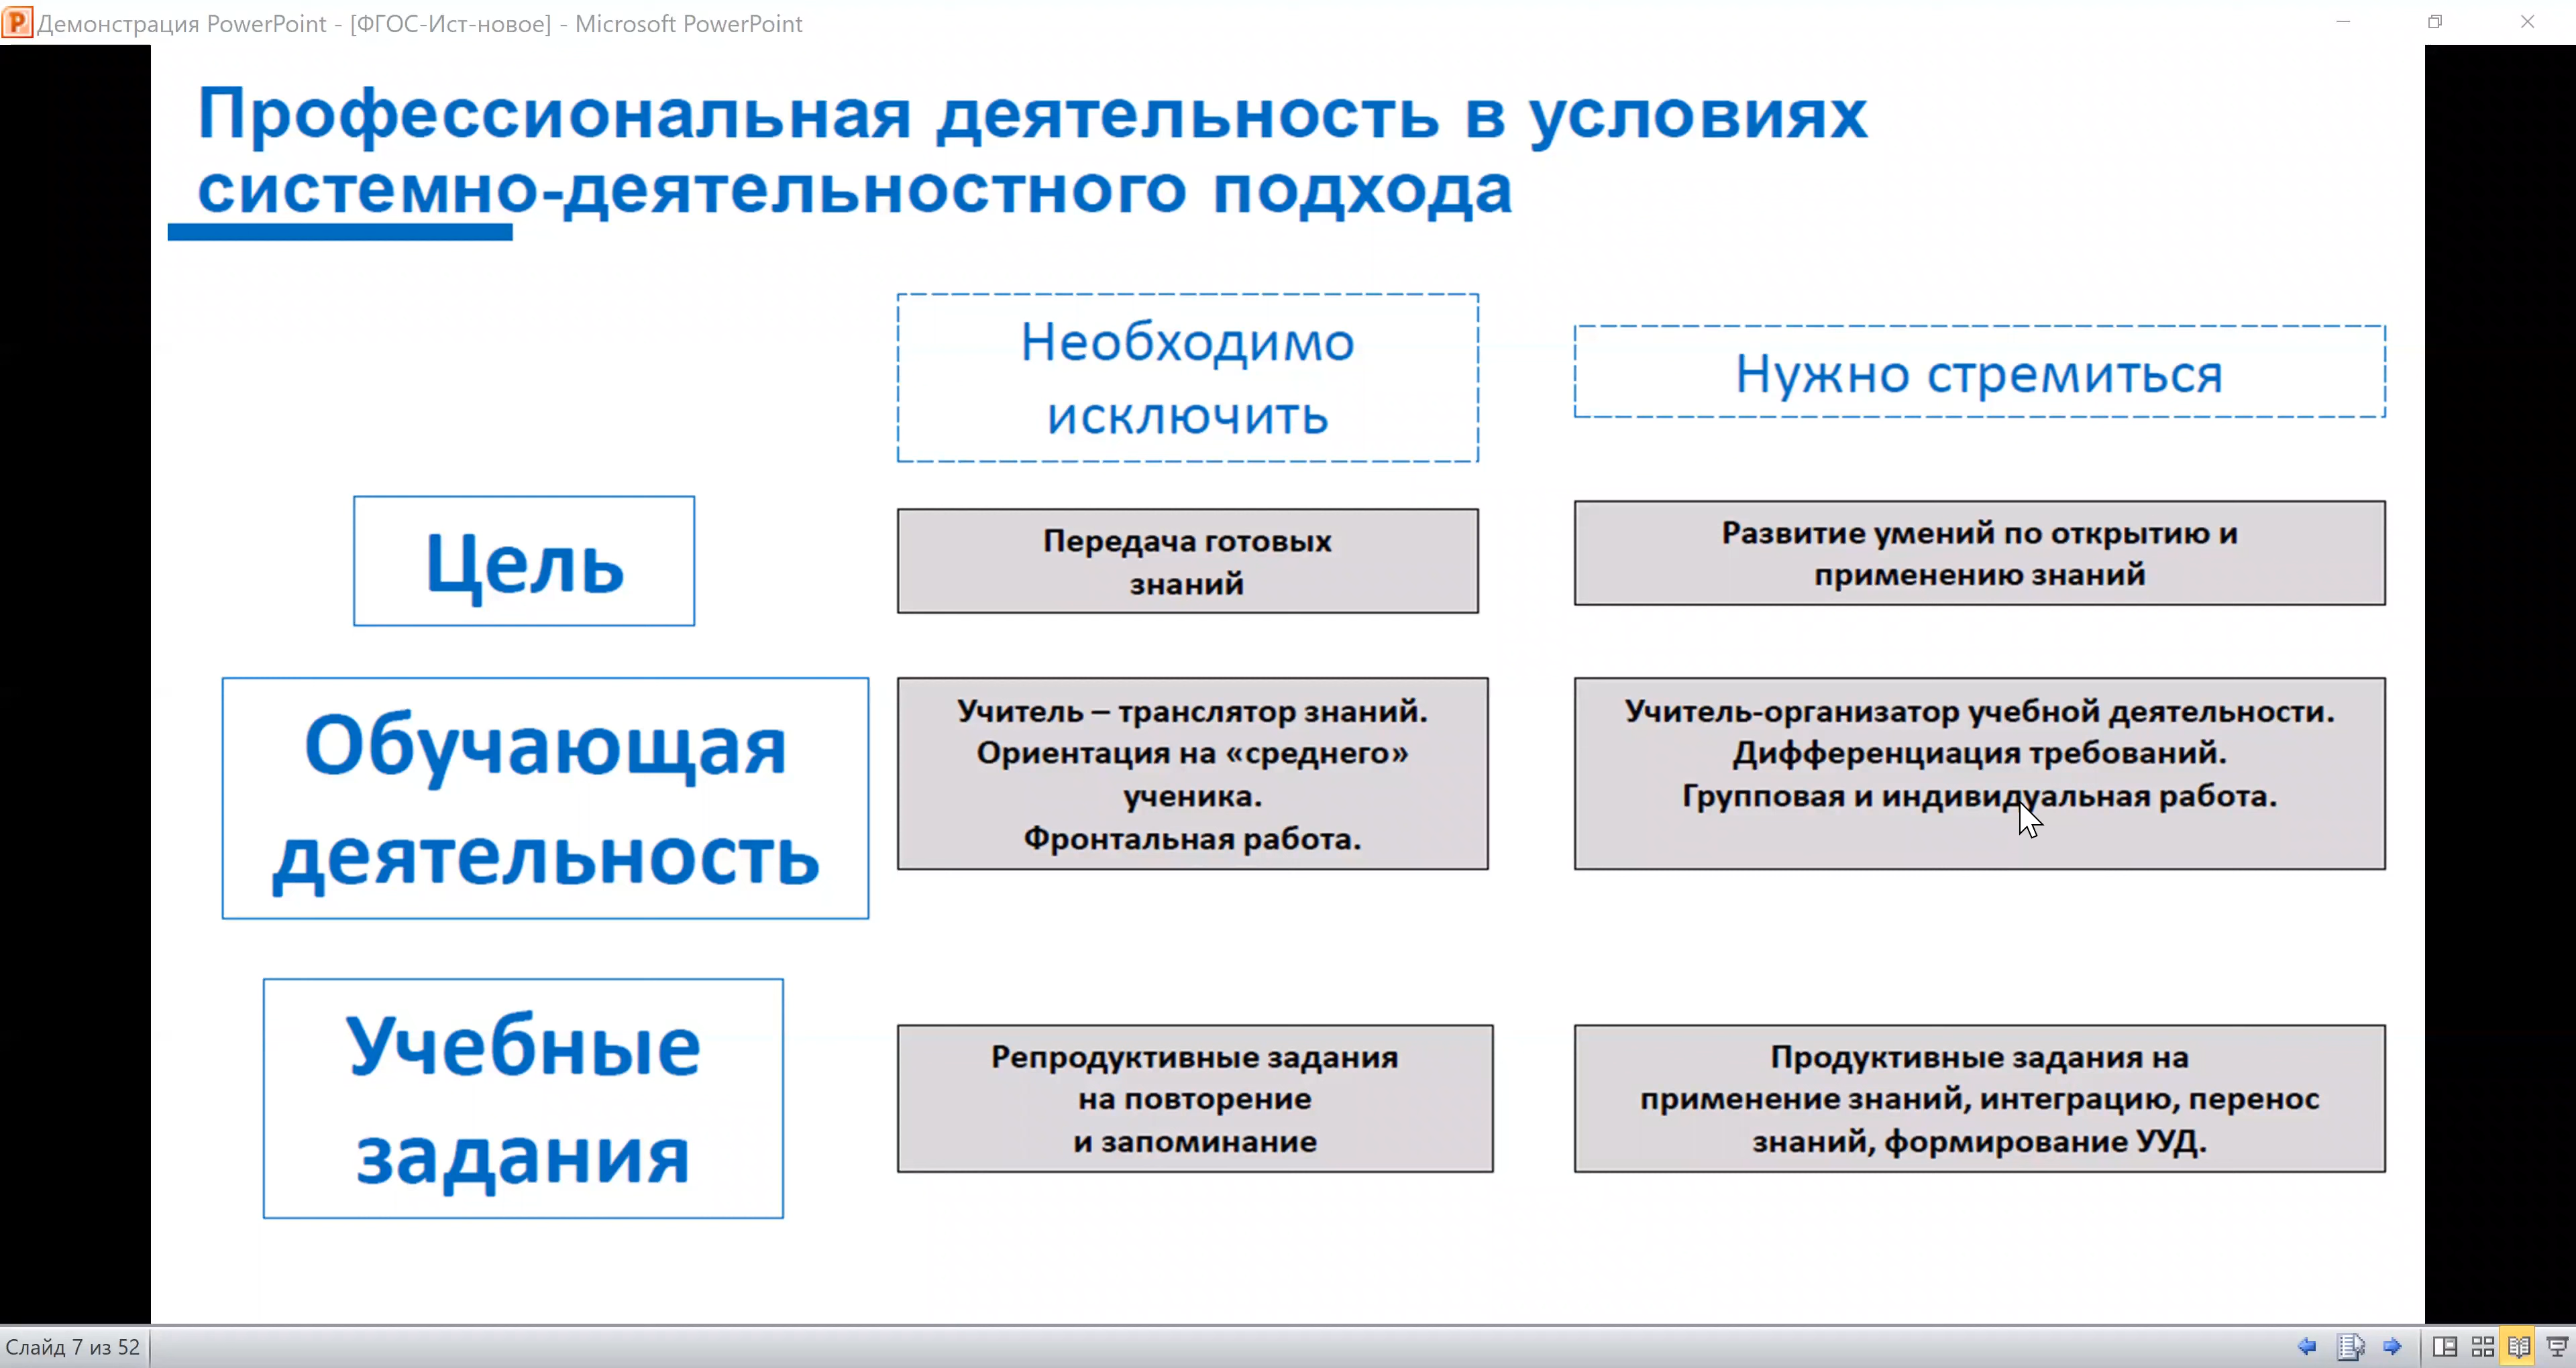 Демонстрация PowerPoint - [ФГОС-Ист-новое] - Microsoft PowerPoint
Профессиональная деятельность в условиях
системно-деятельностного подхода
Необходимо
исключить
Нужно стремиться
Цель
Передача готовых
знаний
Развитие умений по открытию и
применению знаний
Обучающая
деятельность
Учитель – транслятор знаний.
Ориентация на «среднего»
ученика.
Фронтальная работа.
Учитель-организатор учебной деятельности.
Дифференциация требований.
Групповая и индивидуальная работа.
Учебные
задания
Репродуктивные задания
на повторение
и запоминание
Продуктивные задания на
применение знаний, интеграцию, перенос
знаний, формирование УУД.
Слайд 7 из 52